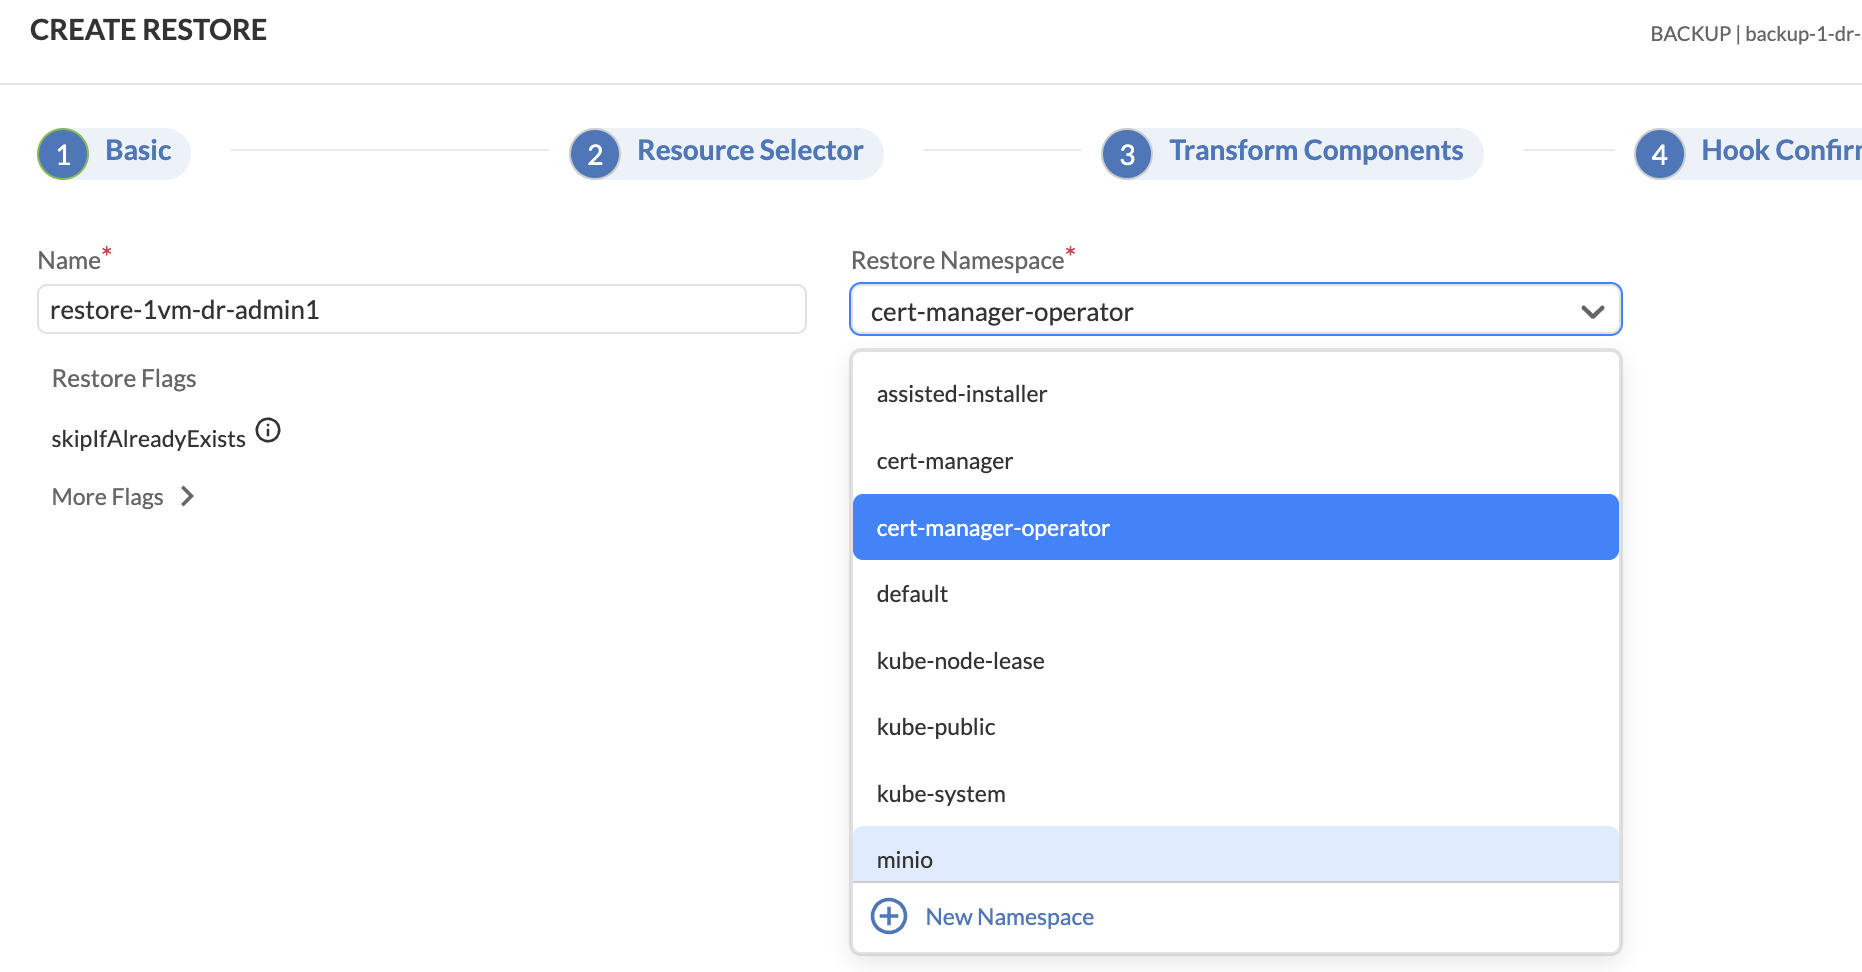 CREATE RESTORE
BACKUP | backup-1-dr-
1 Basic
2 Resource Selector
3 Transform Components
4 Hook
Name*
restore-1vm-dr-admin1
Restore Flags
skipIfAlreadyExists
More Flags
Restore Namespace*
cert-manager-operator
assisted-installer
cert-manager
cert-manager-operator
default
kube-node-lease
kube-public
kube-system
minio
New Namespace